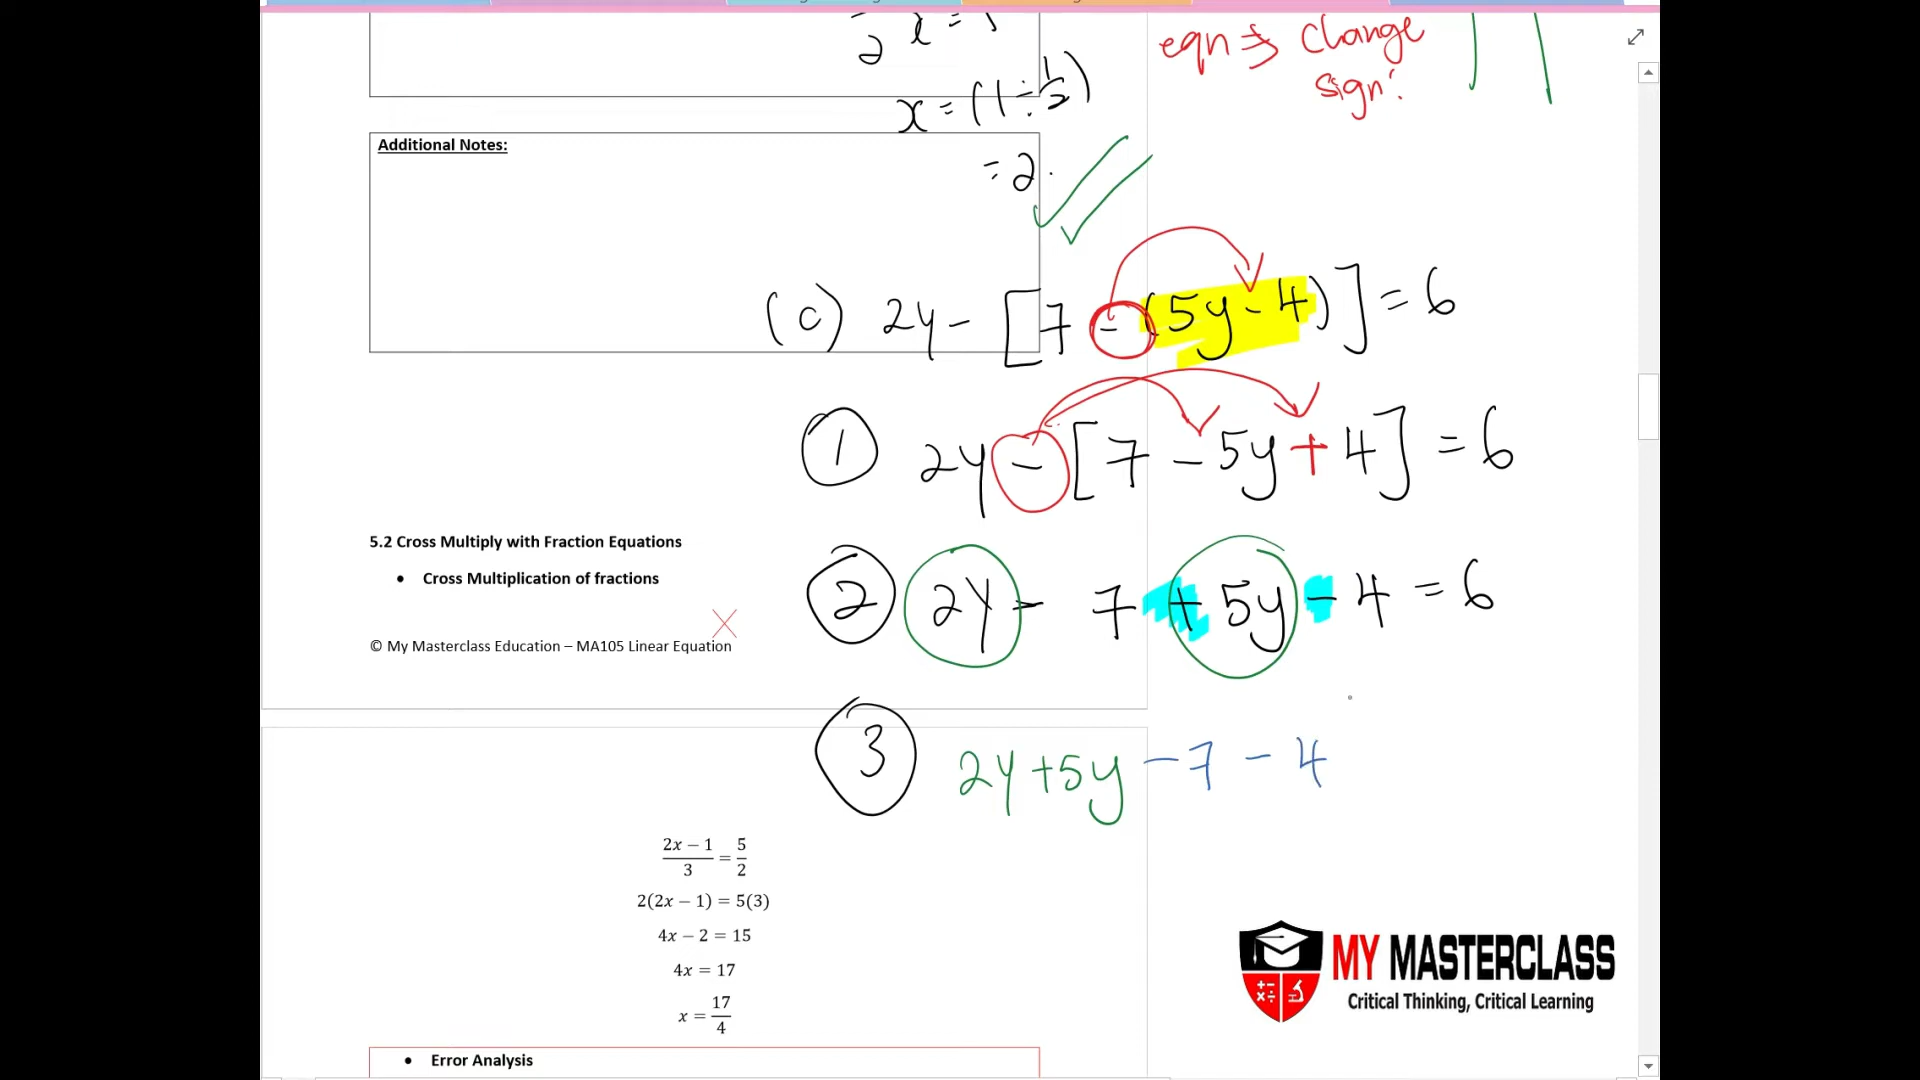 x = 1
2
eqn ⇒ change
sign!
x = (1 ÷ 1/2)
= 2.
Additional Notes:
(c) 2y - [7 - (5y - 4)] = 6
① 2y - [7 - 5y + 4] = 6
5.2 Cross Multiply with Fraction Equations
• Cross Multiplication of fractions
② 2y - 7 + 5y - 4 = 6
© My Masterclass Education – MA105 Linear Equation
③ 2y + 5y - 7 - 4
(2x − 1)/3 = 5/2
2(2x − 1) = 5(3)
4x − 2 = 15
4x = 17
x = 17/4
MY MASTERCLASS
Critical Thinking, Critical Learning
• Error Analysis